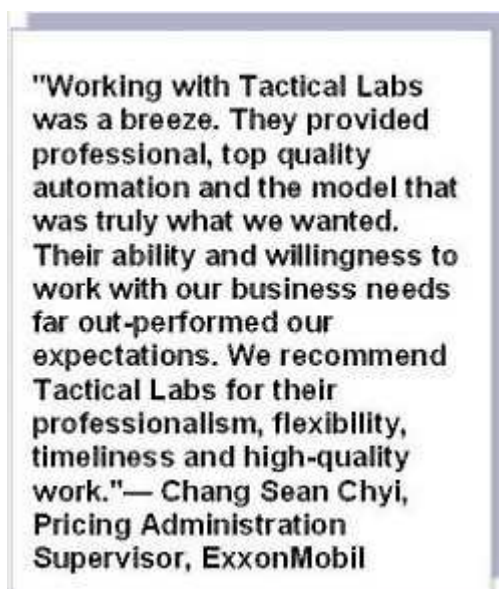 "Working with Tactical Labs
was a breeze. They provided
professional, top quality
automation and the model that
was truly what we wanted.
Their ability and willingness to
work with our business needs
far out-performed our
expectations. We recommend
Tactical Labs for their
professionalism, flexibility,
timeliness and high-quality
work."— Chang Sean Chyi,
Pricing Administration
Supervisor, ExxonMobil